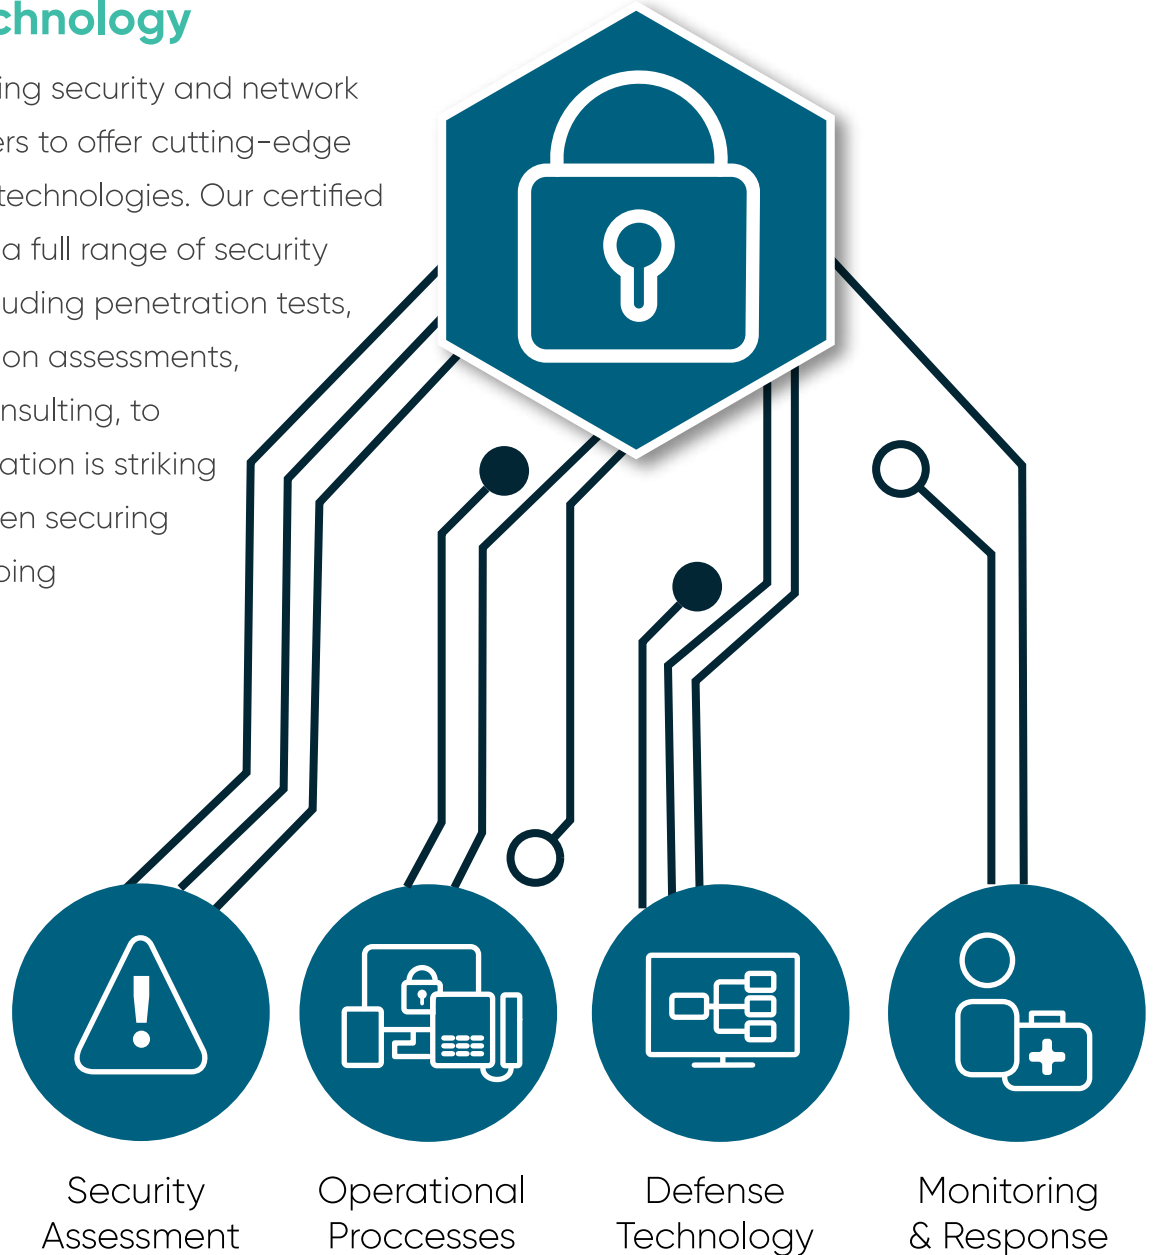 chnology
ing security and network
ers to offer cutting-edge
technologies. Our certified
a full range of security
luding penetration tests,
on assessments,
nsulting, to
ation is striking
en securing
ping
Security
Assessment
Operational
Proccesses
Defense
Technology
Monitoring
& Response